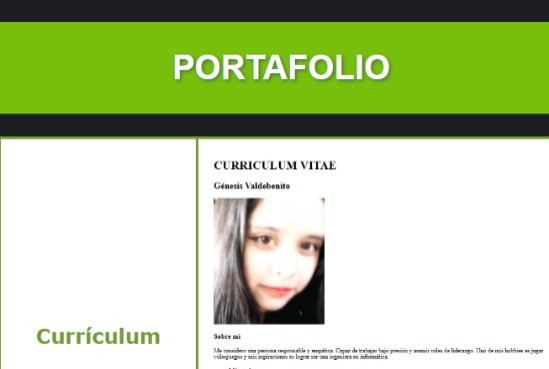 PORTAFOLIO
Currículum
CURRICULUM VITAE
Génesis Valdebenito
Sobre mi
Me considero una persona responsable y empática. Capaz de trabajar bajo presión y asumir roles de liderazgo. Uno de mis hobbies es jugar
videojuegos y mis aspiraciones es lograr ser una ingeniera en informática.